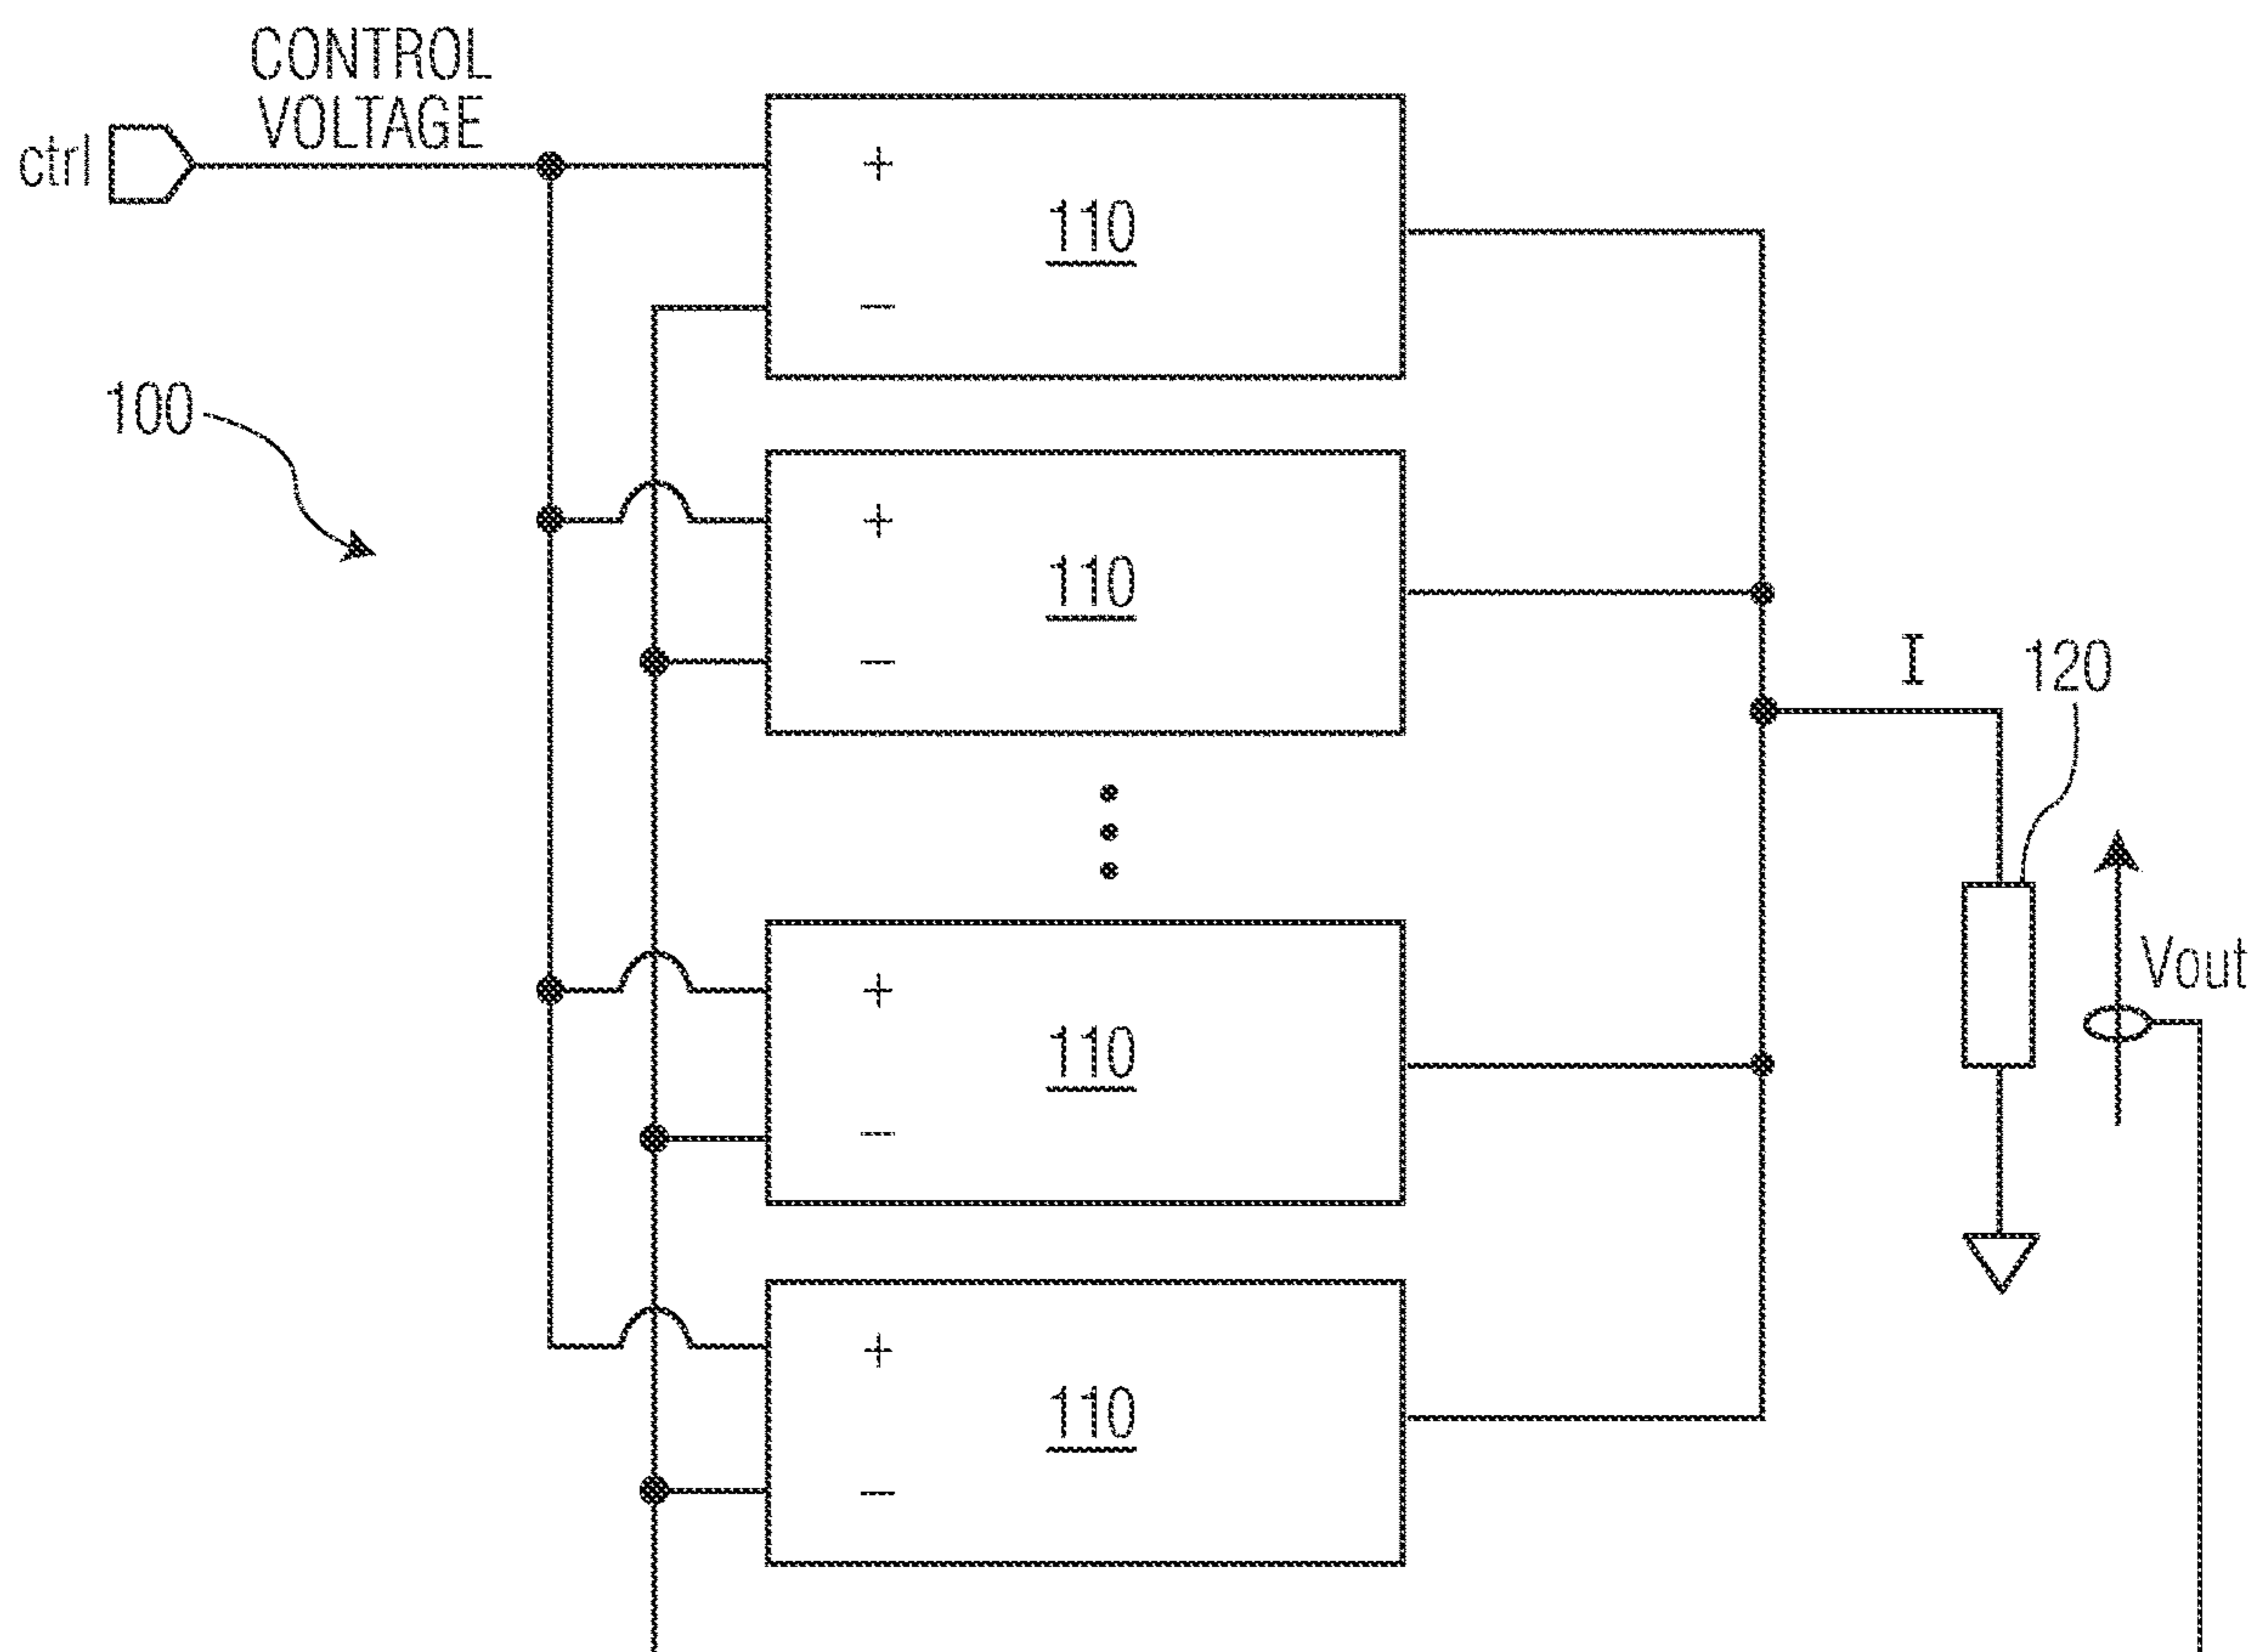 CONTROL
VOLTAGE
ctrl
+
110
−
100
+
110
−
I
120
Vout
+
110
−
+
110
−